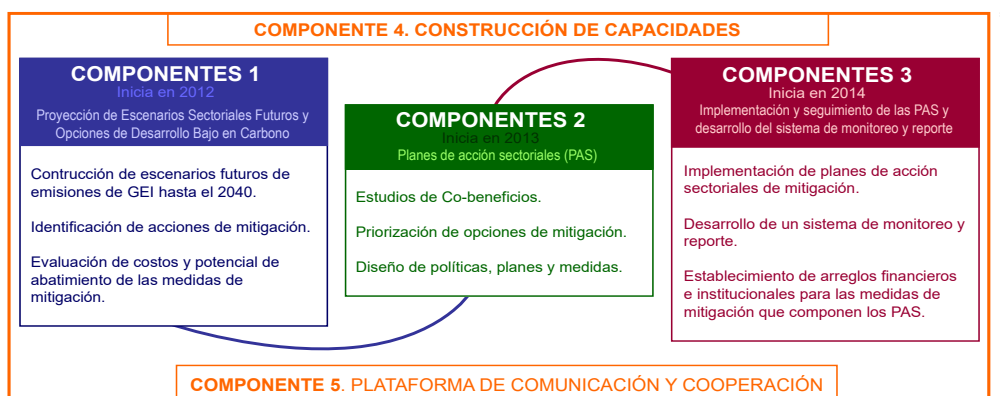 COMPONENTE 4. CONSTRUCCIÓN DE CAPACIDADES
COMPONENTES 1
Inicia en 2012
Proyección de Escenarios Sectoriales Futuros y
Opciones de Desarrollo Bajo en Carbono
Contrucción de escenarios futuros de
emisiones de GEI hasta el 2040.
Identificación de acciones de mitigación.
Evaluación de costos y potencial de
abatimiento de las medidas de
mitigación.
COMPONENTES 2
Inicia en 2013
Planes de acción sectoriales (PAS)
Estudios de Co-beneficios.
Priorización de opciones de mitigación.
Diseño de políticas, planes y medidas.
COMPONENTES 3
Inicia en 2014
Implementación y seguimiento de las PAS y
desarrollo del sistema de monitoreo y reporte
Implementación de planes de acción
sectoriales de mitigación.
Desarrollo de un sistema de monitoreo y
reporte.
Establecimiento de arreglos financieros
e institucionales para las medidas de
mitigación que componen los PAS.
COMPONENTE 5. PLATAFORMA DE COMUNICACIÓN Y COOPERACIÓN